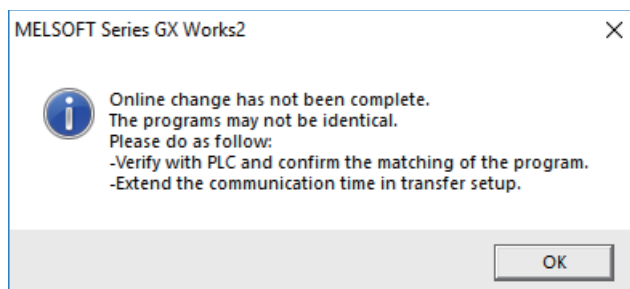 MELSOFT Series GX Works2
Online change has not been complete.
The programs may not be identical.
Please do as follow:
-Verify with PLC and confirm the matching of the program.
-Extend the communication time in transfer setup.
OK